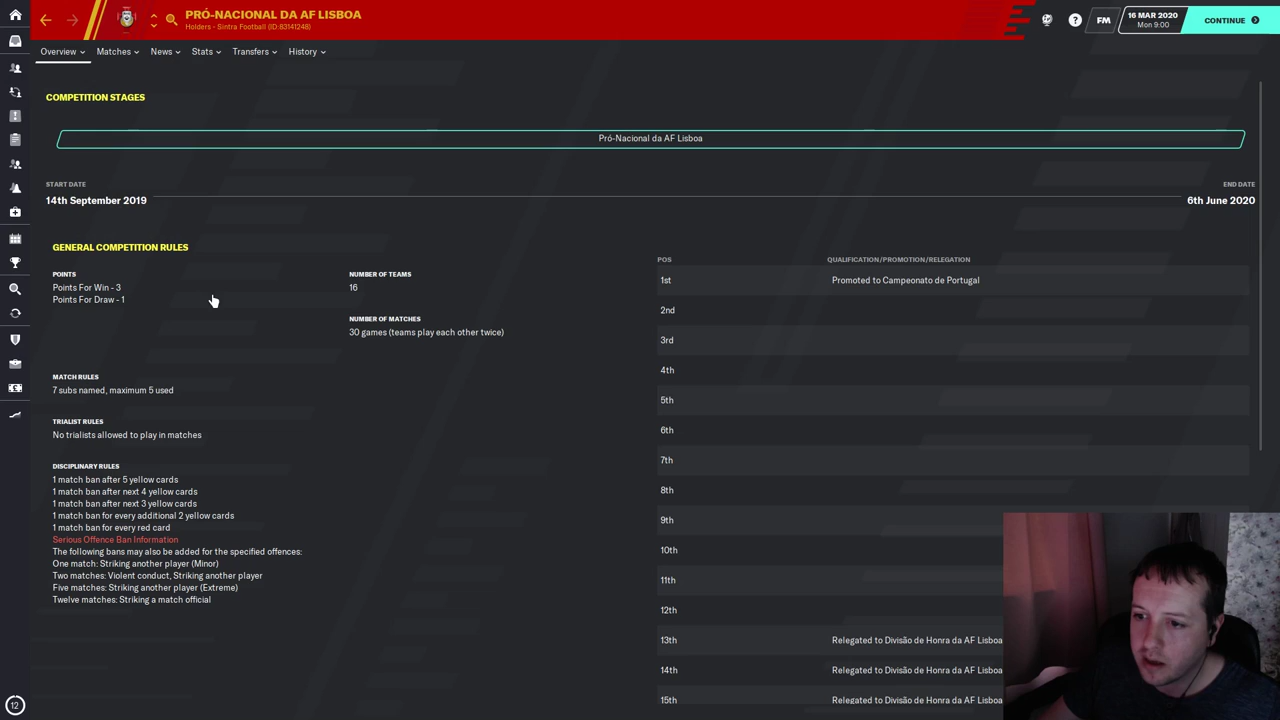 PRÓ-NACIONAL DA AF LISBOA
Holders - Sintra Football (ID:83141248)
FM
16 MAR 2020
Mon 9:00
CONTINUE
Overview
Matches
News
Stats
Transfers
History
COMPETITION STAGES
Pró-Nacional da AF Lisboa
START DATE
14th September 2019
END DATE
6th June 2020
GENERAL COMPETITION RULES
POINTS
Points For Win - 3
Points For Draw - 1
NUMBER OF TEAMS
16
NUMBER OF MATCHES
30 games (teams play each other twice)
MATCH RULES
7 subs named, maximum 5 used
TRIALIST RULES
No trialists allowed to play in matches
DISCIPLINARY RULES
1 match ban after 5 yellow cards
1 match ban after next 4 yellow cards
1 match ban after next 3 yellow cards
1 match ban for every additional 2 yellow cards
1 match ban for every red card
Serious Offence Ban Information
The following bans may also be added for the specified offences:
One match: Striking another player (Minor)
Two matches: Violent conduct, Striking another player
Five matches: Striking another player (Extreme)
Twelve matches: Striking a match official
POS QUALIFICATION/PROMOTION/RELEGATION
1st Promoted to Campeonato de Portugal
2nd
3rd
4th
5th
6th
7th
8th
9th
10th
11th
12th
13th Relegated to Divisão de Honra da AF Lisboa
14th Relegated to Divisão de Honra da AF Lisboa
15th Relegated to Divisão de Honra da AF Lisboa
12